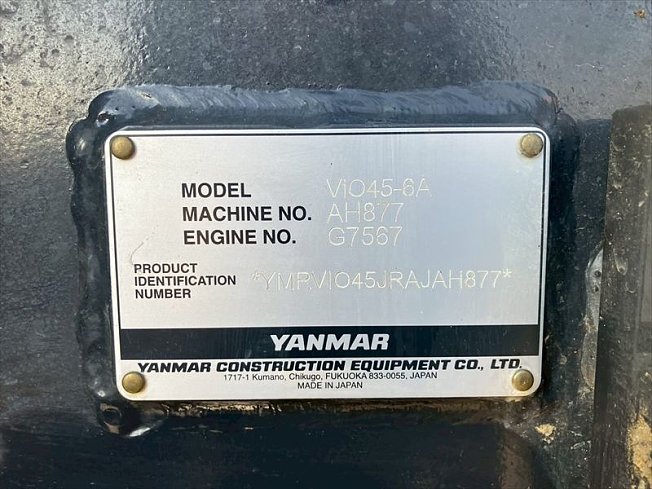 MODEL ViO45-6A
MACHINE NO. AH877
ENGINE NO. G7567
PRODUCT
IDENTIFICATION
NUMBER
*YMRVIO45JRAJAH877*
YANMAR
YANMAR CONSTRUCTION EQUIPMENT CO., LTD.
1717-1 Kumano, Chikugo, FUKUOKA 833-0055, JAPAN
MADE IN JAPAN